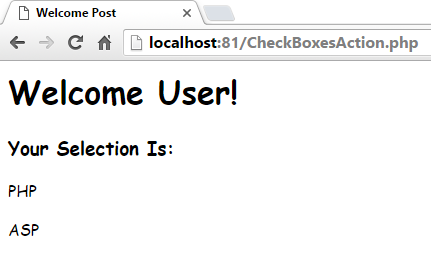 Welcome Post
localhost:81/CheckBoxesAction.php
Welcome User!
Your Selection Is:
PHP
ASP